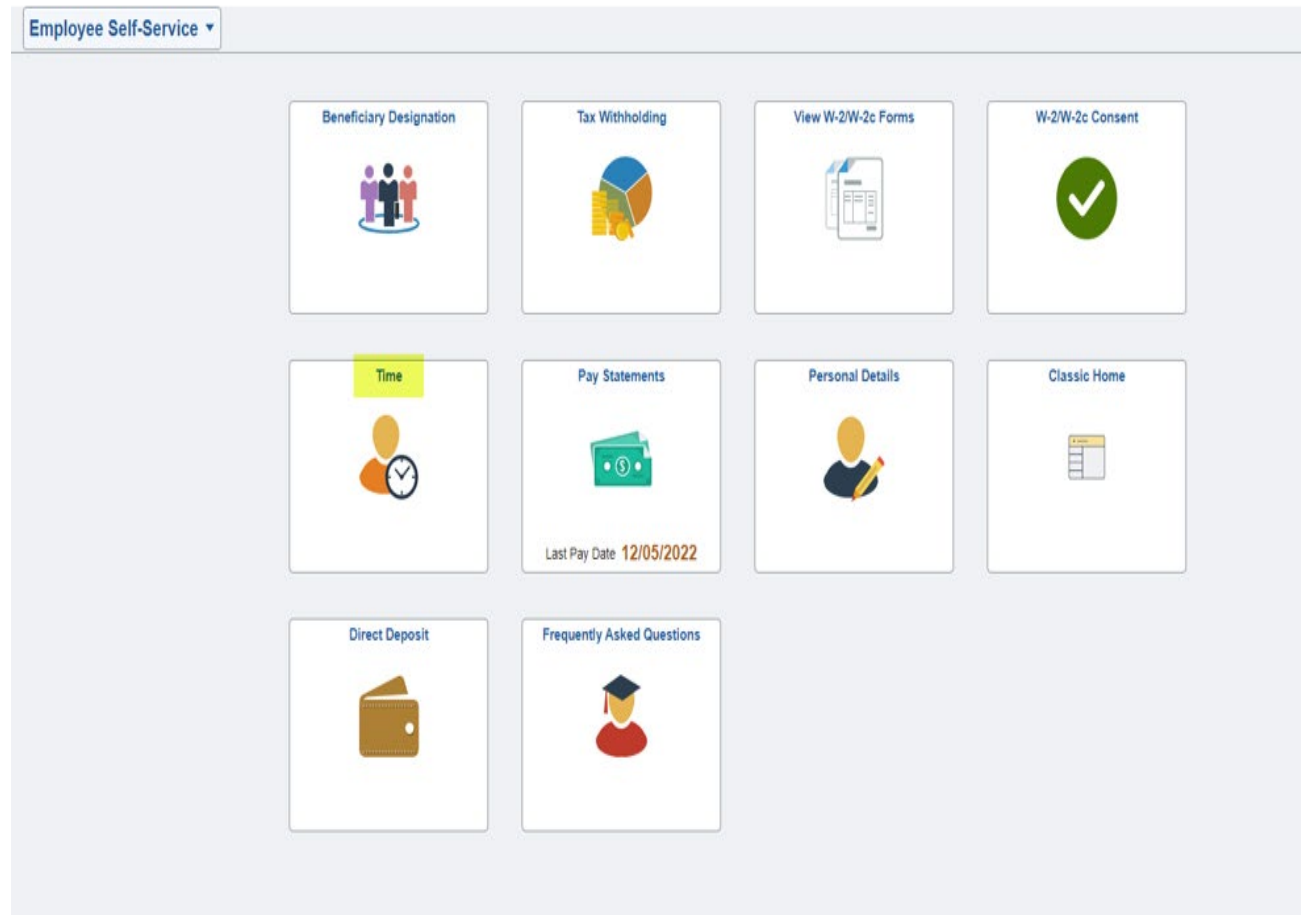 Employee Self-Service
Beneficiary Designation
Tax Withholding
View W-2/W-2c Forms
W-2/W-2c Consent
Time
Pay Statements
Personal Details
Classic Home
Last Pay Date 12/05/2022
Direct Deposit
Frequently Asked Questions